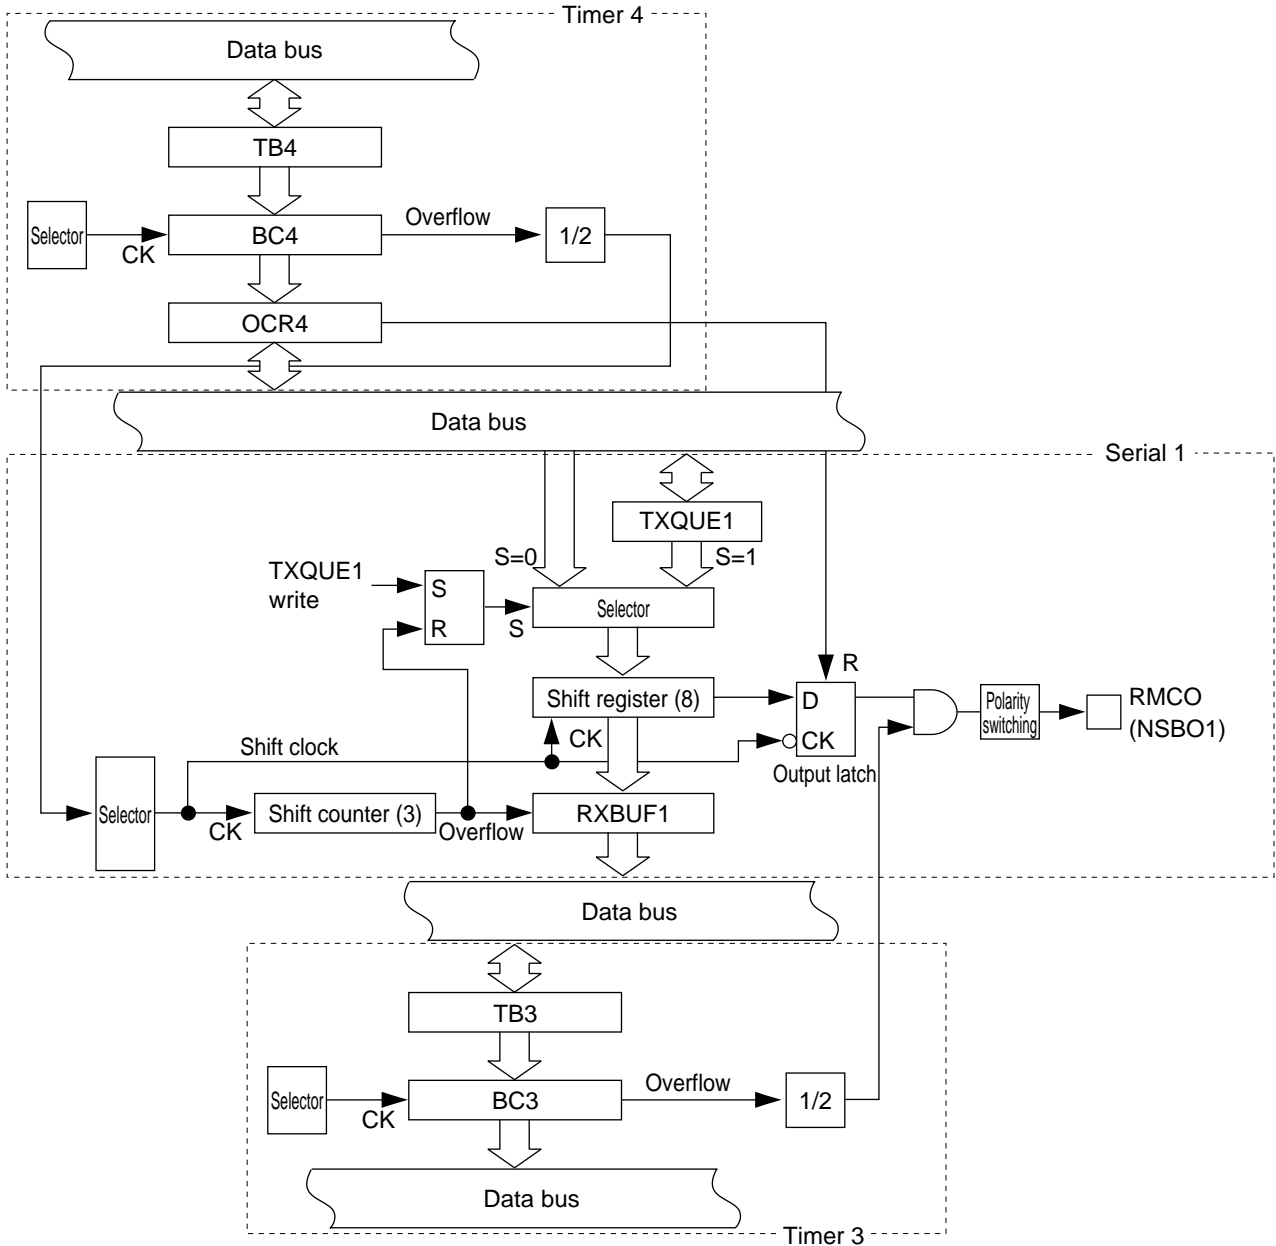 Timer 4
Data bus
TB4
Selector
CK
BC4
Overflow
1/2
OCR4
Data bus
Serial 1
TXQUE1
S=0
S=1
TXQUE1
write
S
R
S
Selector
R
Shift register (8)
D
CK
Output latch
Polarity
switching
RMCO
(NSBO1)
CK
Shift clock
Selector
CK
Shift counter (3)
Overflow
RXBUF1
Data bus
TB3
Selector
CK
BC3
Overflow
1/2
Data bus
Timer 3